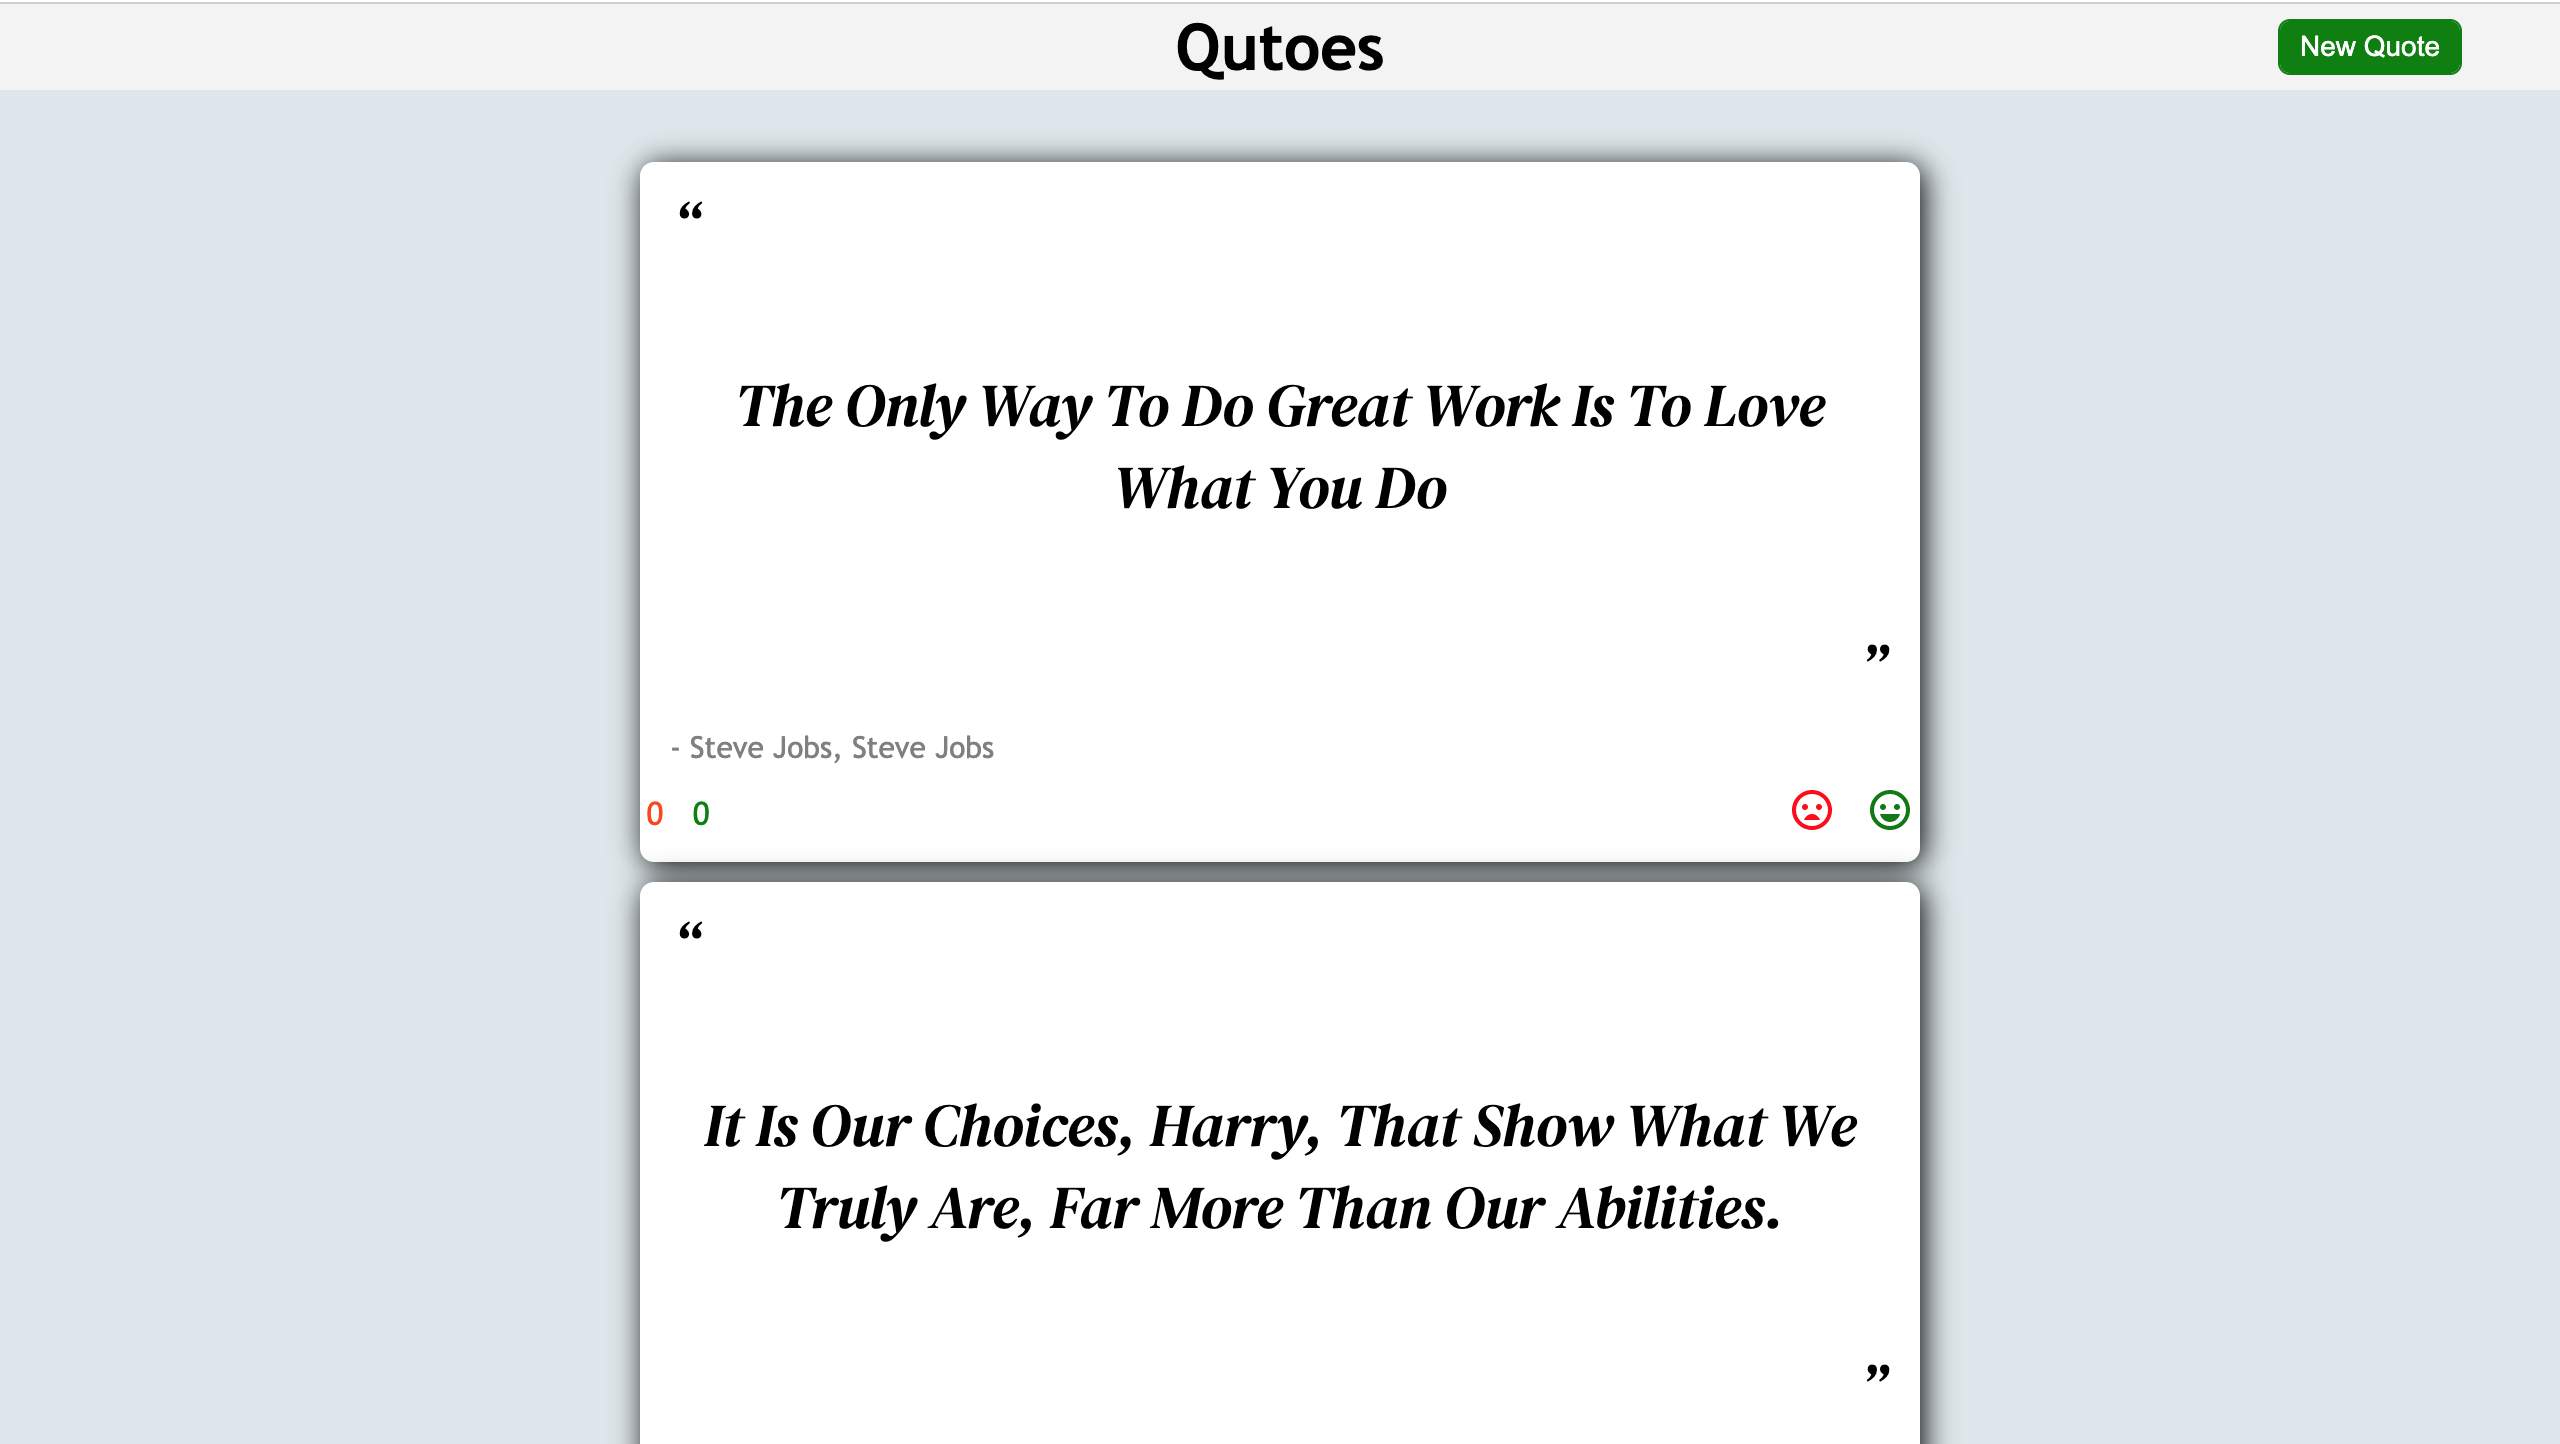 Qutoes
New Quote
“
The Only Way To Do Great Work Is To Love
What You Do
”
- Steve Jobs, Steve Jobs
0 0
“
It Is Our Choices, Harry, That Show What We
Truly Are, Far More Than Our Abilities.
”